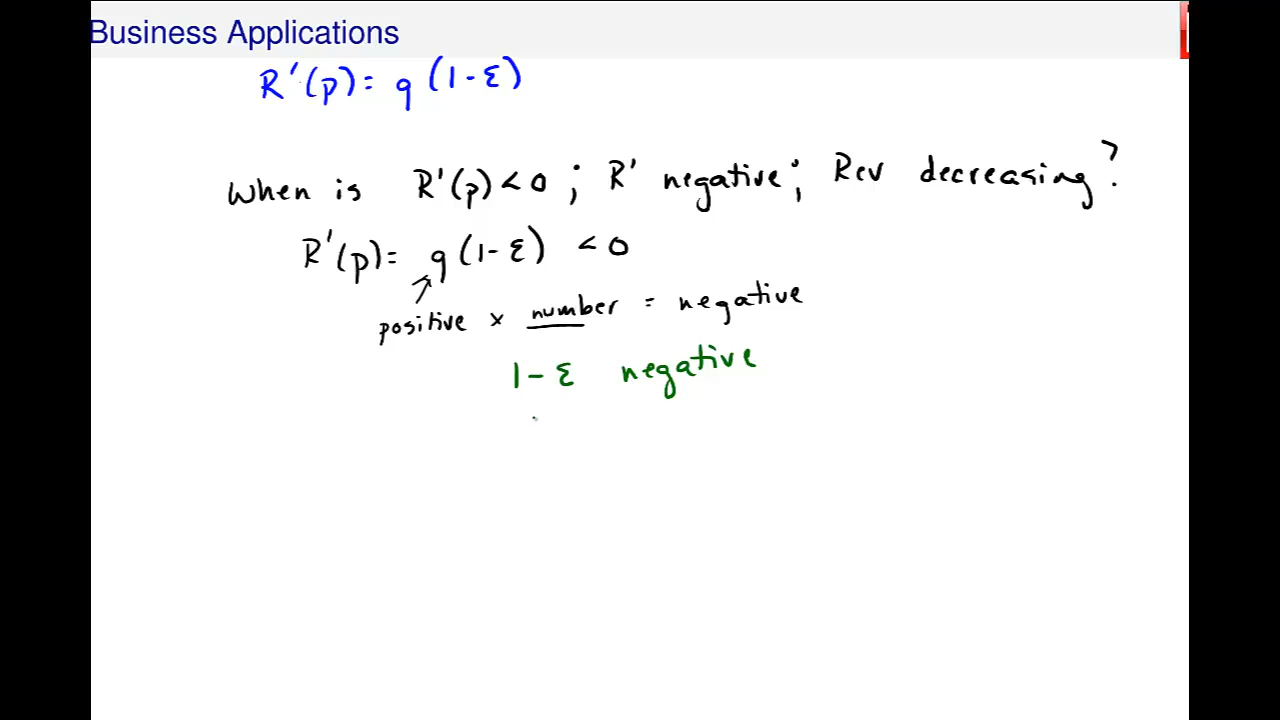 Business Applications
R'(p) = q (1 - ε)
When is R'(p) < 0 ; R' negative ; Rev decreasing ?
R'(p) = q (1 - ε) < 0
positive × number = negative
1 - ε negative